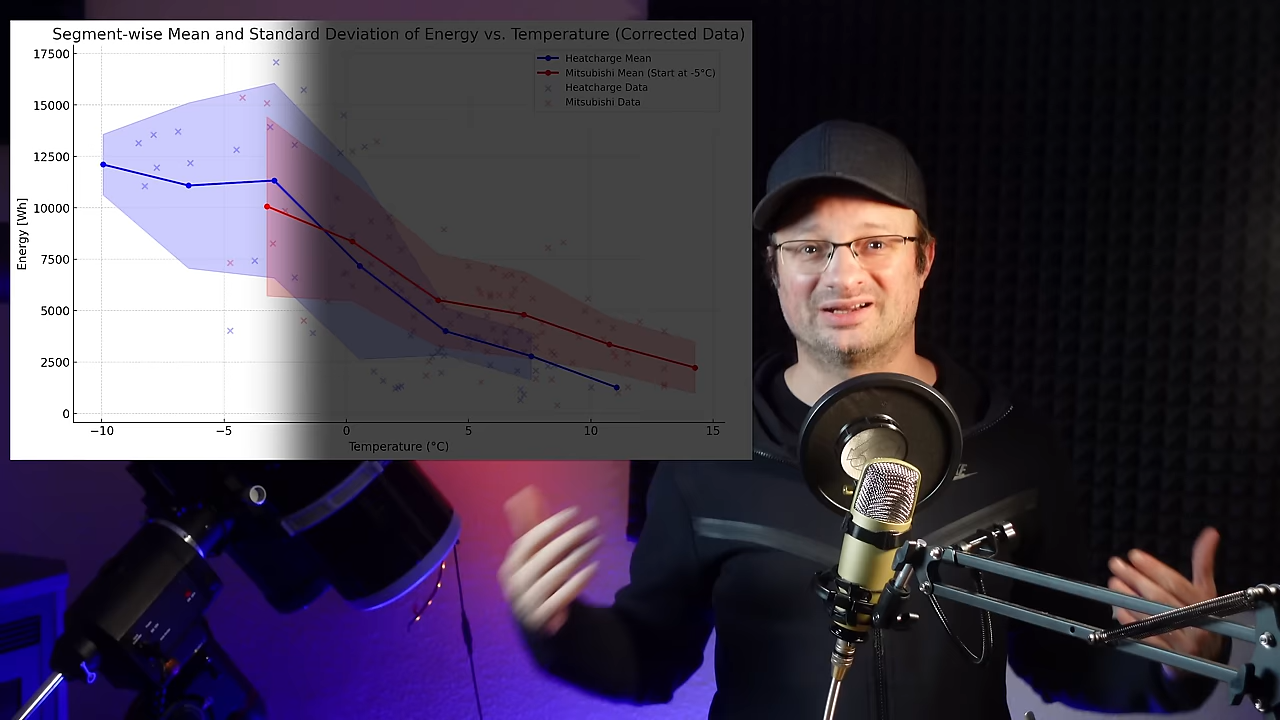 Segment-wise Mean and Standard Deviation of Energy vs. Temperature (Corrected Data)
Heatcharge Mean
Mitsubishi Mean (Start at -5°C)
Heatcharge Data
Mitsubishi Data
17500
15000
12500
10000
7500
5000
2500
0
Energy [Wh]
−10
−5
0
5
10
15
Temperature (°C)